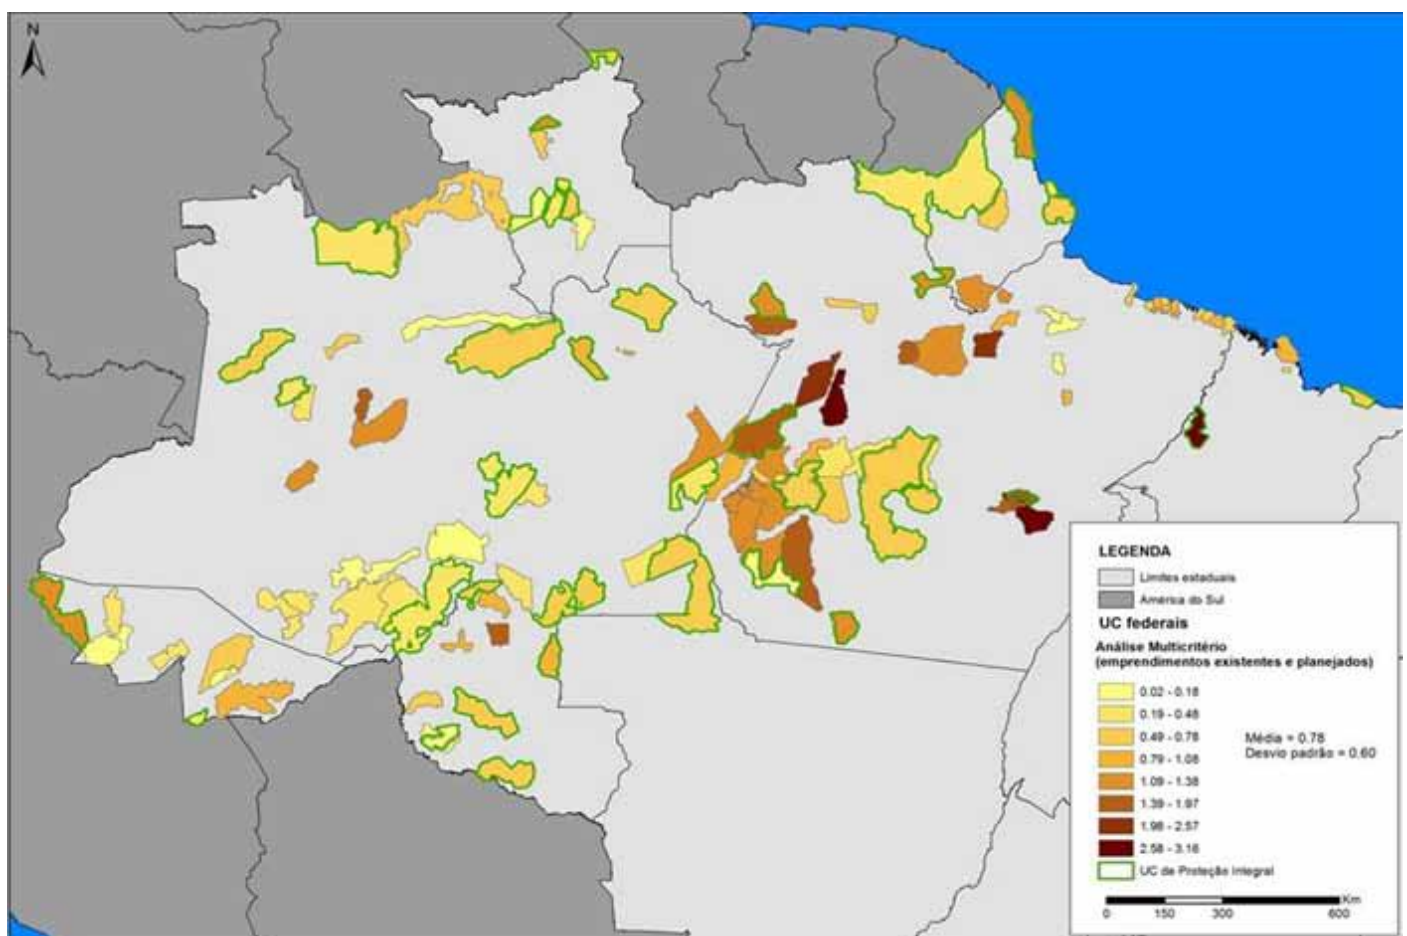 N
LEGENDA
Limites estaduais
América do Sul
UC federais
Análise Multicritério
(emprendimentos existentes e planejados)
0.02 - 0.18
0.19 - 0.48
0.49 - 0.78
0.79 - 1.08
1.09 - 1.38
1.39 - 1.97
1.98 - 2.57
2.58 - 3.16
Média = 0.78
Desvio padrão = 0.60
UC de Proteção Integral
Km
0 150 300 600